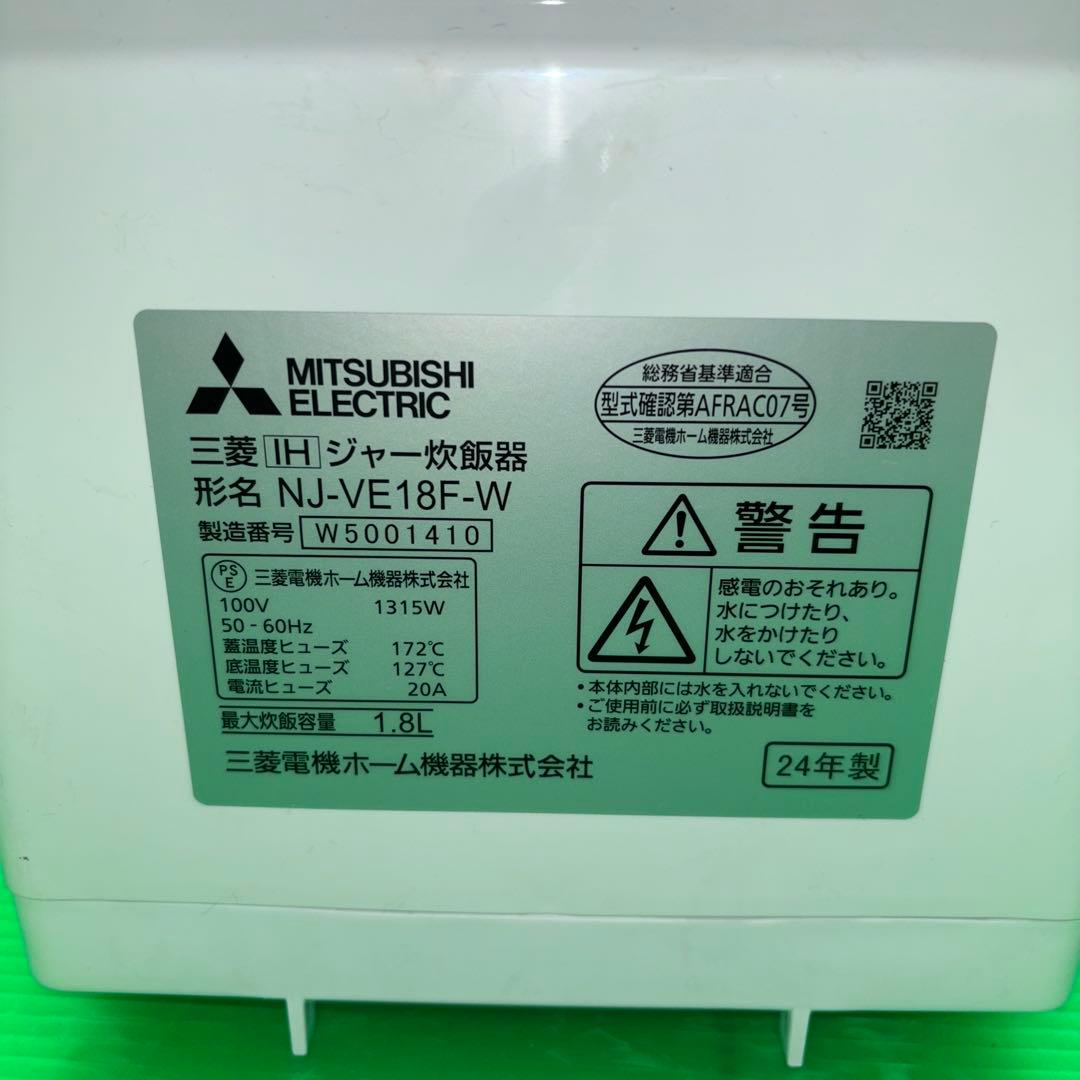 MITSUBISHI
ELECTRIC
三菱 IH ジャー炊飯器
形名 NJ-VE18F-W
製造番号 W5001410
PSE 三菱電機ホーム機器株式会社
100V 1315W
50 - 60Hz
蓋温度ヒューズ 172℃
底温度ヒューズ 127℃
電流ヒューズ 20A
最大炊飯容量 1.8L
三菱電機ホーム機器株式会社
総務省基準適合
型式確認第AFRAC07号
三菱電機ホーム機器株式会社
警告
感電のおそれあり。
水につけたり、
水をかけたり
しないでください。
・本体内部には水を入れないでください。
・ご使用前に必ず取扱説明書を
お読みください。
24年製